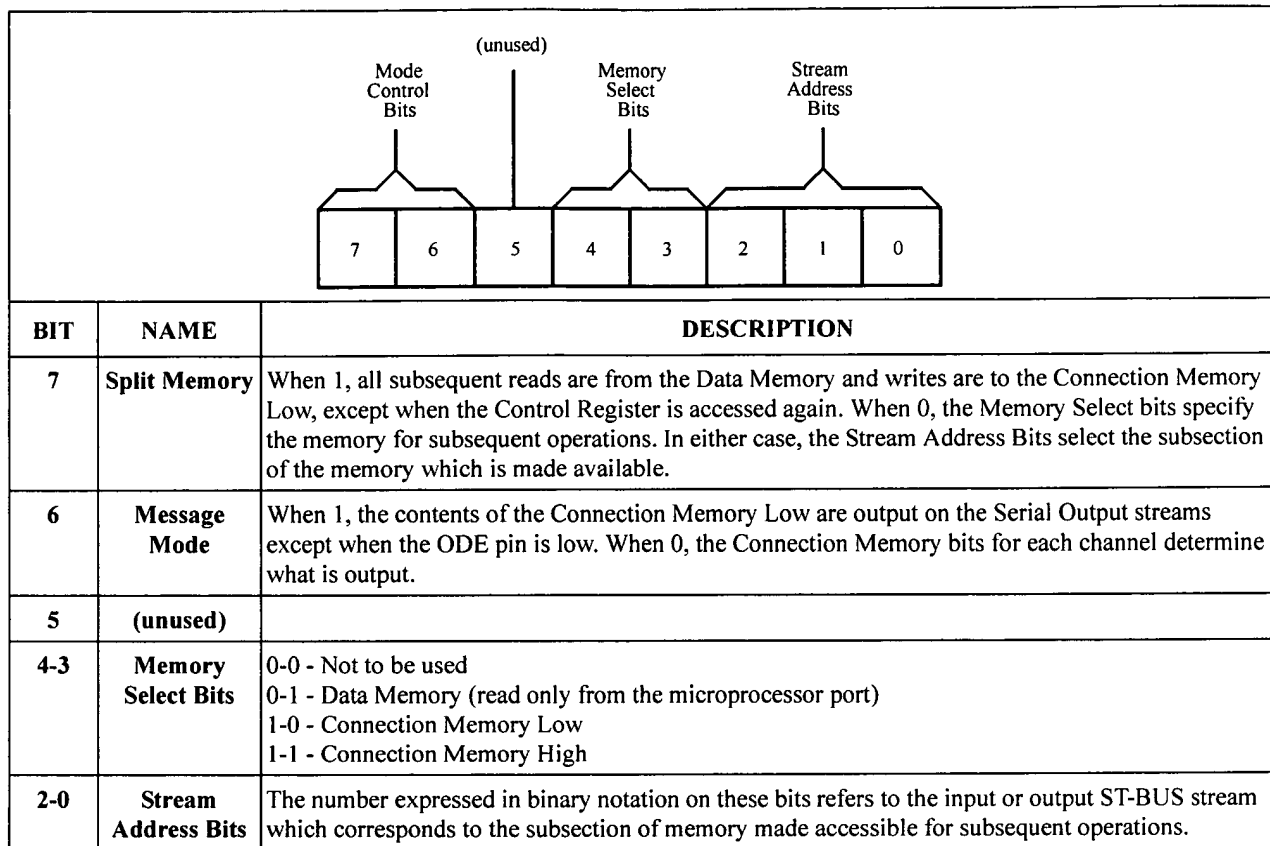 (unused)
Mode
Control
Bits
Memory
Select
Bits
Stream
Address
Bits
7 6 5 4 3 2 1 0
BIT NAME DESCRIPTION
7 Split Memory When 1, all subsequent reads are from the Data Memory and writes are to the Connection Memory
Low, except when the Control Register is accessed again. When 0, the Memory Select bits specify
the memory for subsequent operations. In either case, the Stream Address Bits select the subsection
of the memory which is made available.
6 Message When 1, the contents of the Connection Memory Low are output on the Serial Output streams
Mode except when the ODE pin is low. When 0, the Connection Memory bits for each channel determine
what is output.
5 (unused)
4-3 Memory 0-0 - Not to be used
Select Bits 0-1 - Data Memory (read only from the microprocessor port)
1-0 - Connection Memory Low
1-1 - Connection Memory High
2-0 Stream The number expressed in binary notation on these bits refers to the input or output ST-BUS stream
Address Bits which corresponds to the subsection of memory made accessible for subsequent operations.